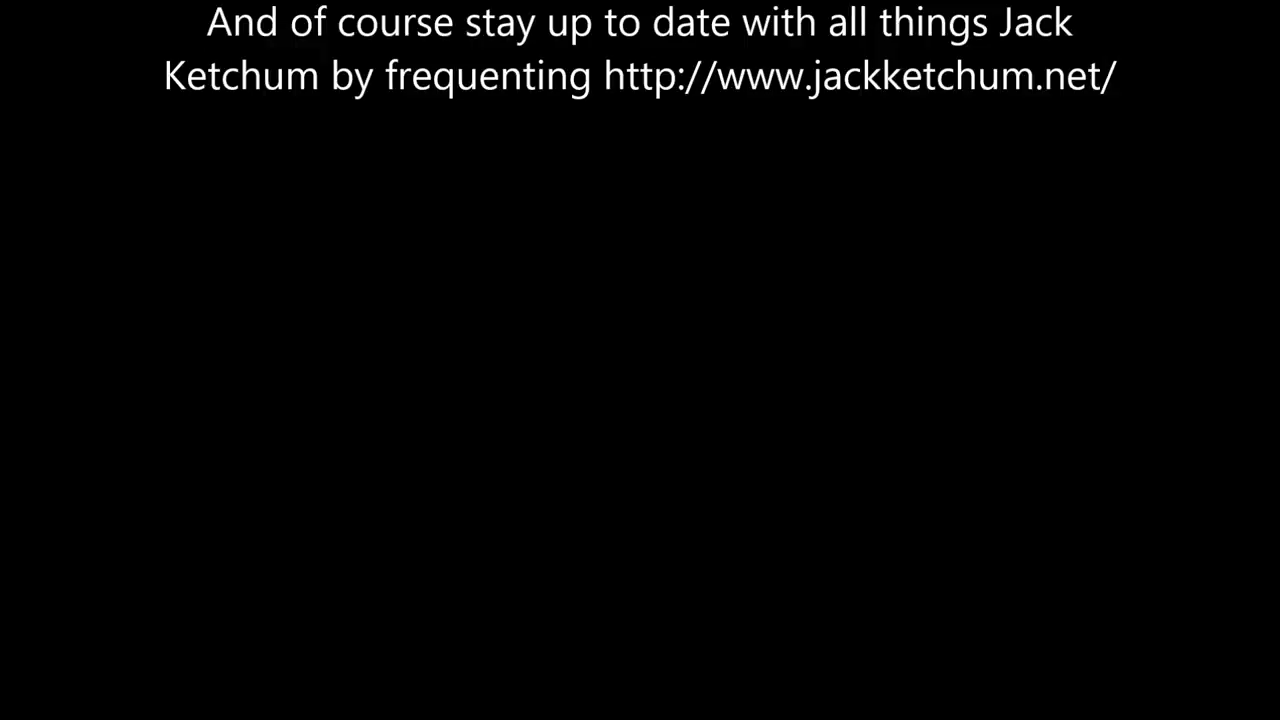 And of course stay up to date with all things Jack
Ketchum by frequenting http://www.jackketchum.net/